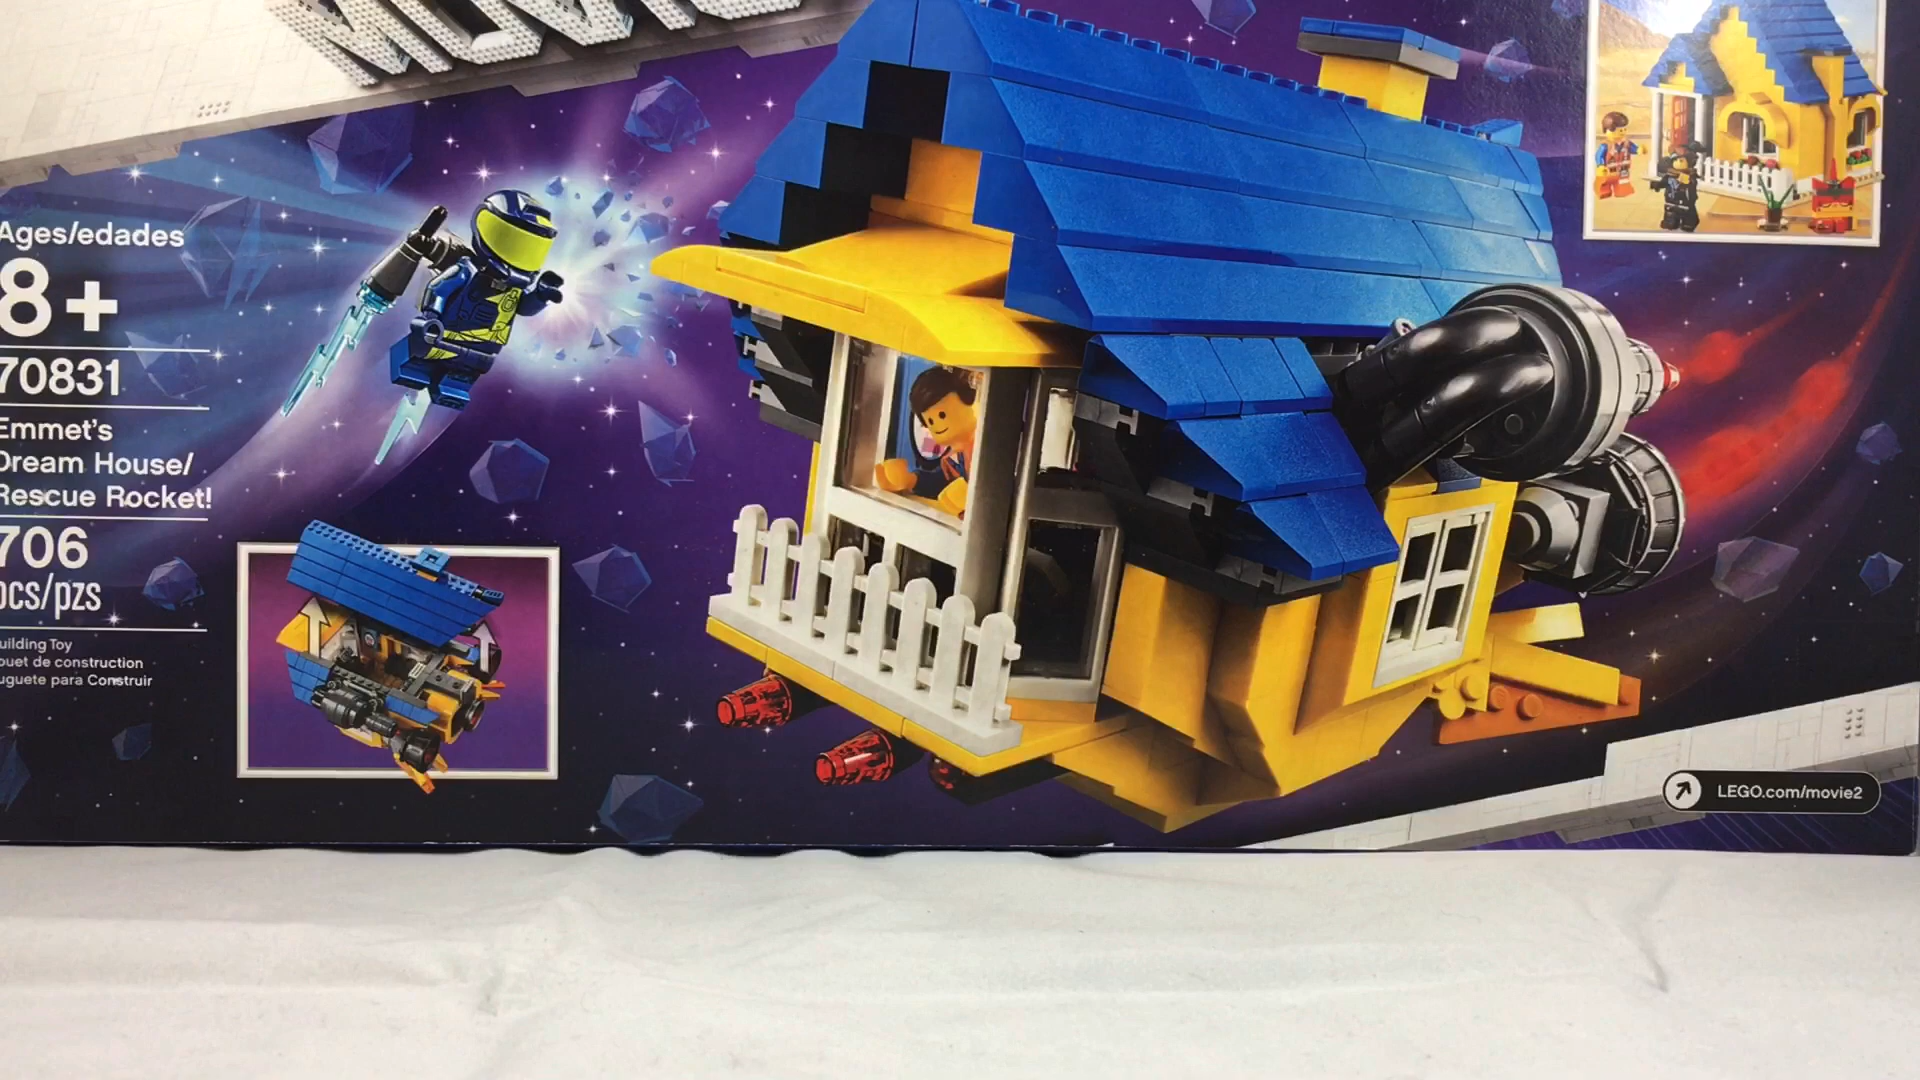 MOVIE
Ages/edades
8+
70831
Emmet's
Dream House/
Rescue Rocket!
706
pcs/pzs
uilding Toy
ouet de construction
uguete para Construir
LEGO.com/movie2